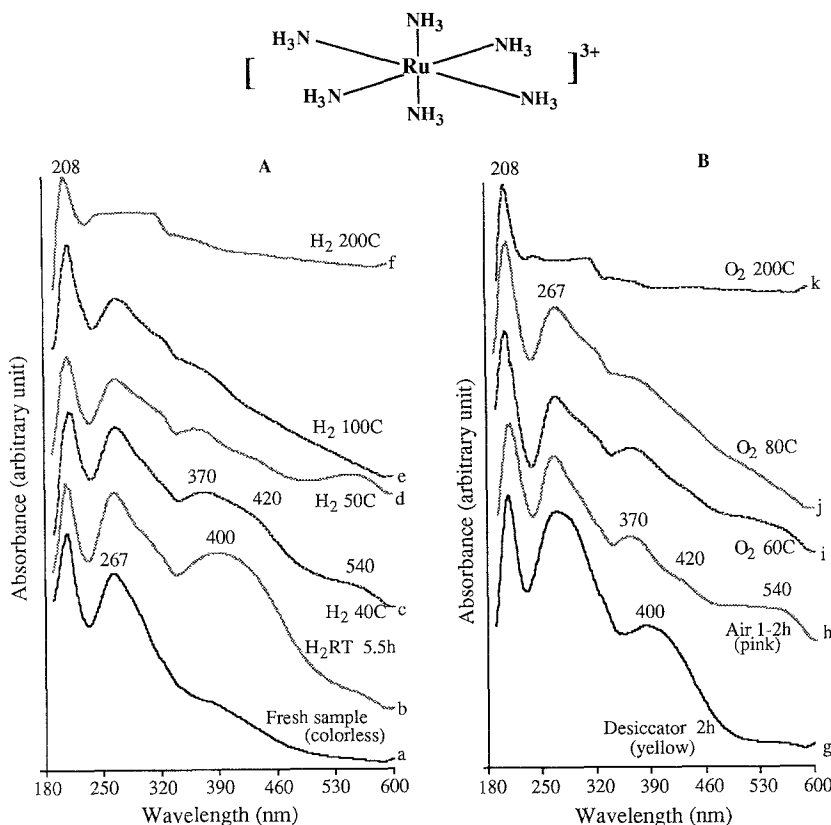 NH3
H3N
NH3
[ Ru ]3+
H3N
NH3
NH3
A
208
H2 200C
f
H2 100C
e
H2 50C
d
370
420
540
H2 40C
c
400
H2RT 5.5h
b
267
Fresh sample
(colorless)
a
Absorbance (arbitrary unit)
180 250 320 390 460 530 600
Wavelength (nm)
B
208
O2 200C
k
267
O2 80C
j
O2 60C
i
370
420
540
Air 1-2h
(pink)
h
400
Desiccator 2h
(yellow)
g
Absorbance (arbitrary unit)
180 250 320 390 460 530 600
Wavelength (nm)